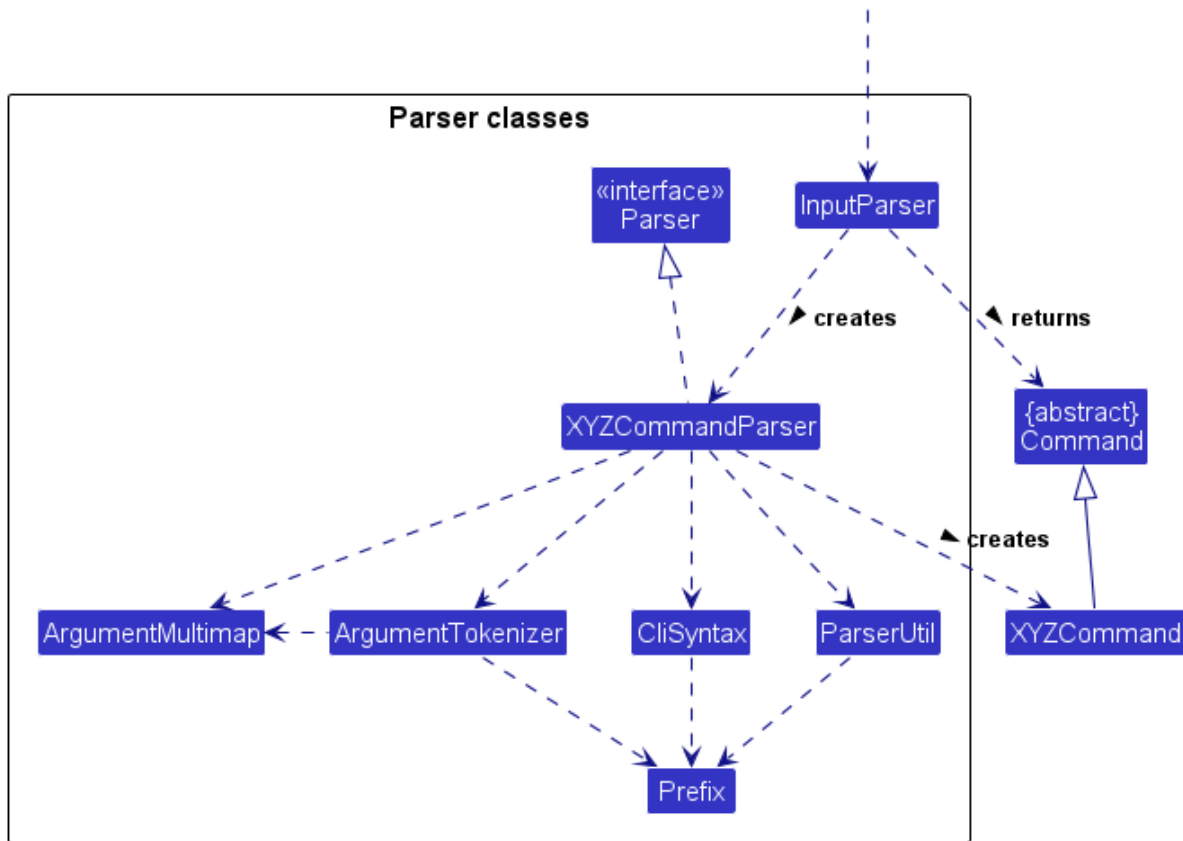 Parser classes
«interface»
Parser
InputParser
creates
returns
XYZCommandParser
{abstract}
Command
creates
ArgumentMultimap
ArgumentTokenizer
CliSyntax
ParserUtil
XYZCommand
Prefix